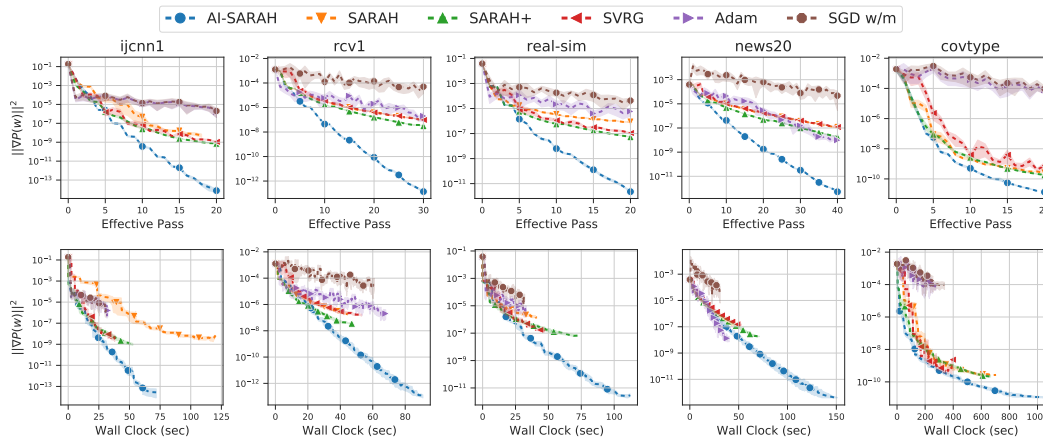 AI-SARAH SARAH SARAH+ SVRG Adam SGD w/m
ijcnn1 rcv1 real-sim news20 covtype
||∇P(w)||²
10⁻¹ 10⁻³ 10⁻⁵ 10⁻⁷ 10⁻⁹ 10⁻¹¹ 10⁻¹³
10⁻² 10⁻⁴ 10⁻⁶ 10⁻⁸ 10⁻¹⁰ 10⁻¹²
10⁻¹ 10⁻³ 10⁻⁵ 10⁻⁷ 10⁻⁹ 10⁻¹¹
10⁻¹ 10⁻³ 10⁻⁵ 10⁻⁷ 10⁻⁹ 10⁻¹¹
10⁻² 10⁻⁴ 10⁻⁶ 10⁻⁸ 10⁻¹⁰
0 5 10 15 20 0 10 20 30 0 5 10 15 20 0 10 20 30 40 0 5 10 15 20
Effective Pass Effective Pass Effective Pass Effective Pass Effective Pass
||∇P(w)||²
10⁻¹ 10⁻³ 10⁻⁵ 10⁻⁷ 10⁻⁹ 10⁻¹¹ 10⁻¹³
10⁻² 10⁻⁴ 10⁻⁶ 10⁻⁸ 10⁻¹⁰ 10⁻¹²
10⁻¹ 10⁻³ 10⁻⁵ 10⁻⁷ 10⁻⁹ 10⁻¹¹
10⁻¹ 10⁻³ 10⁻⁵ 10⁻⁷ 10⁻⁹ 10⁻¹¹
10⁻² 10⁻⁴ 10⁻⁶ 10⁻⁸ 10⁻¹⁰
0 25 50 75 100 125 0 20 40 60 80 0 25 50 75 100 0 50 100 150 0 200 400 600 800 1000
Wall Clock (sec) Wall Clock (sec) Wall Clock (sec) Wall Clock (sec) Wall Clock (sec)